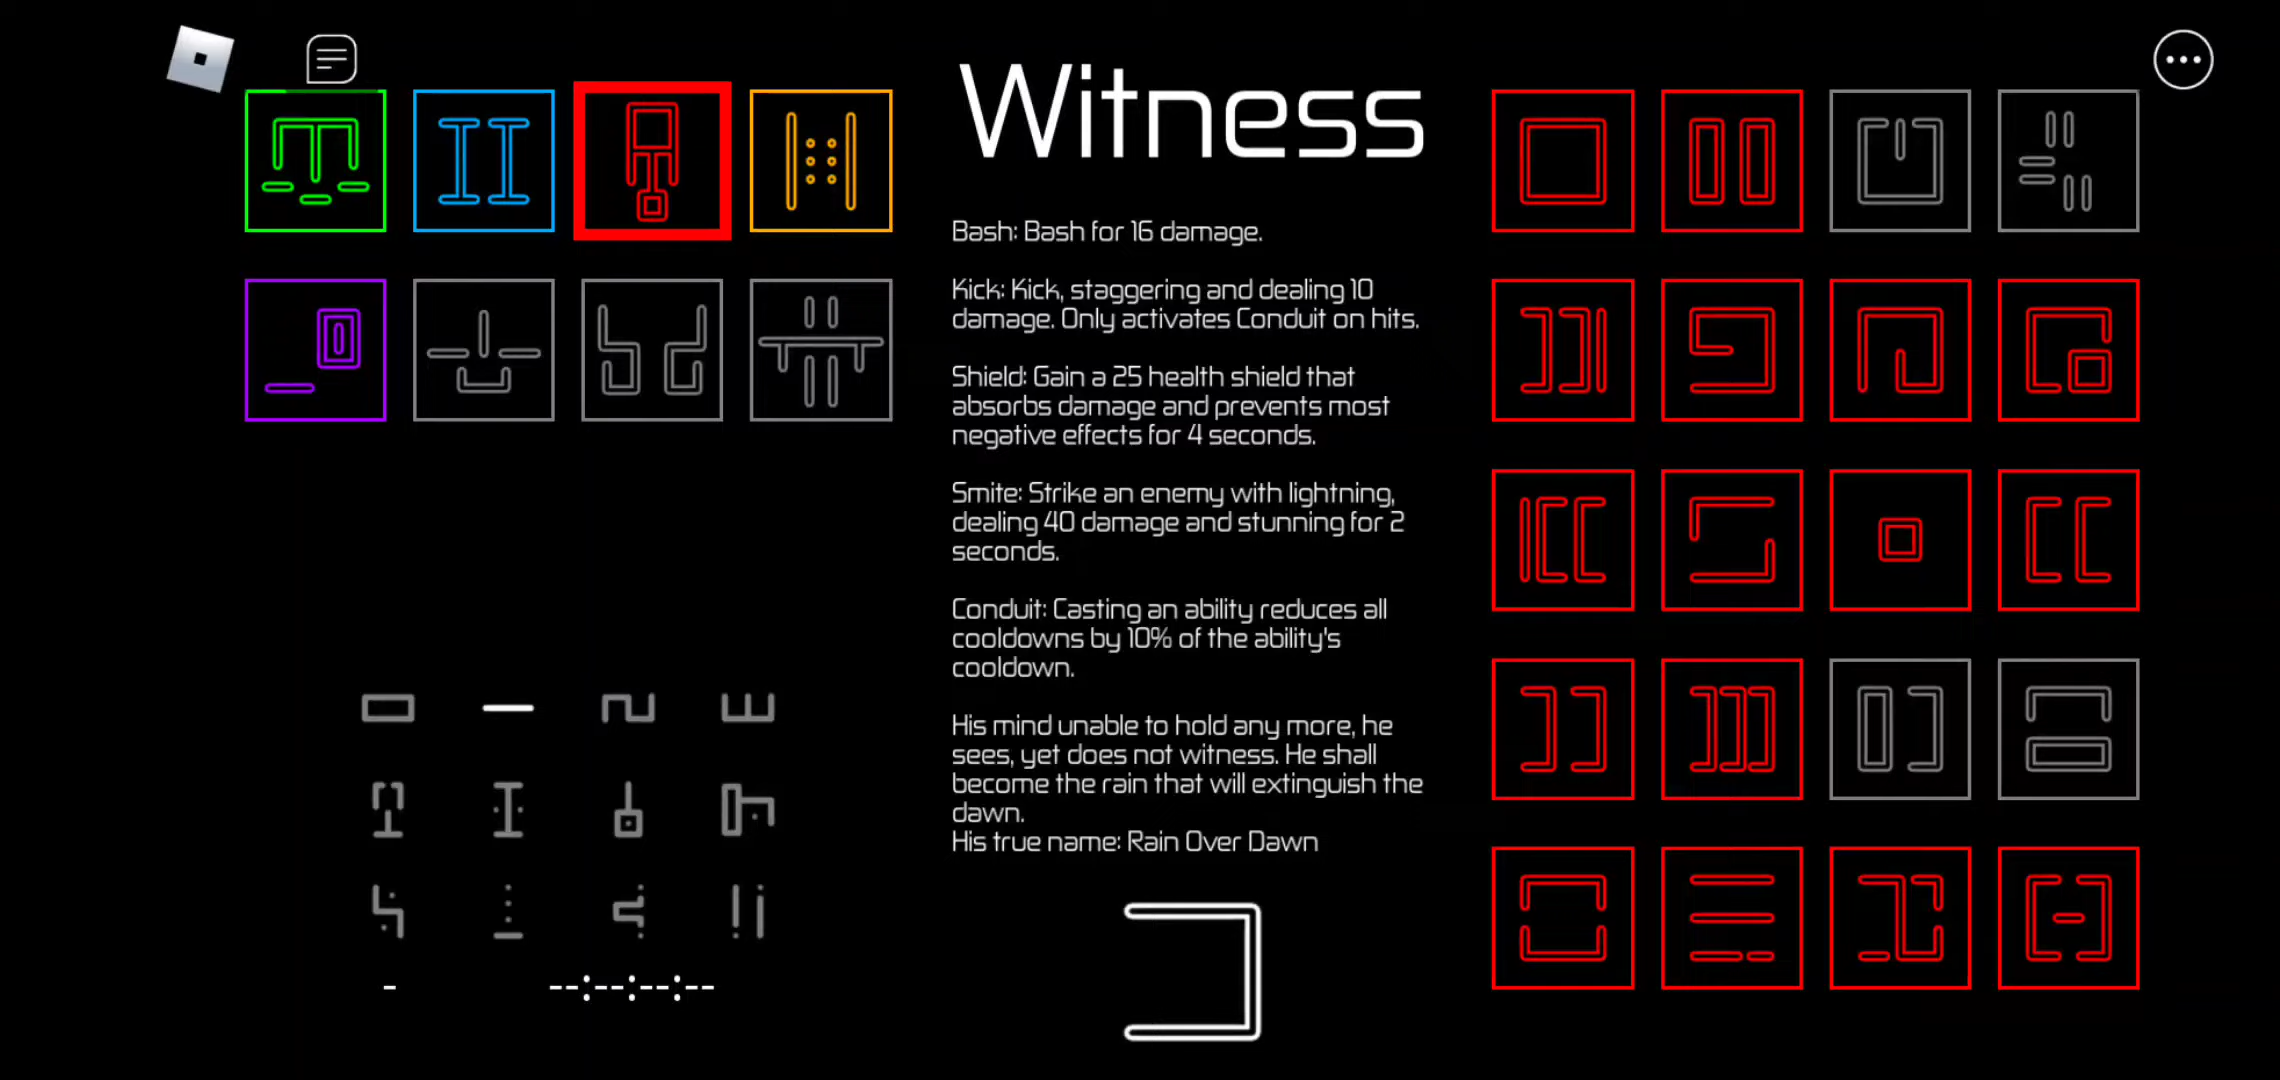 Witness
Bash: Bash for 16 damage.
Kick: Kick, staggering and dealing 10
damage. Only activates Conduit on hits.
Shield: Gain a 25 health shield that
absorbs damage and prevents most
negative effects for 4 seconds.
Smite: Strike an enemy with lightning,
dealing 40 damage and stunning for 2
seconds.
Conduit: Casting an ability reduces all
cooldowns by 10% of the ability's
cooldown.
His mind unable to hold any more, he
sees, yet does not witness. He shall
become the rain that will extinguish the
dawn.
His true name: Rain Over Dawn
- --:--:--:--